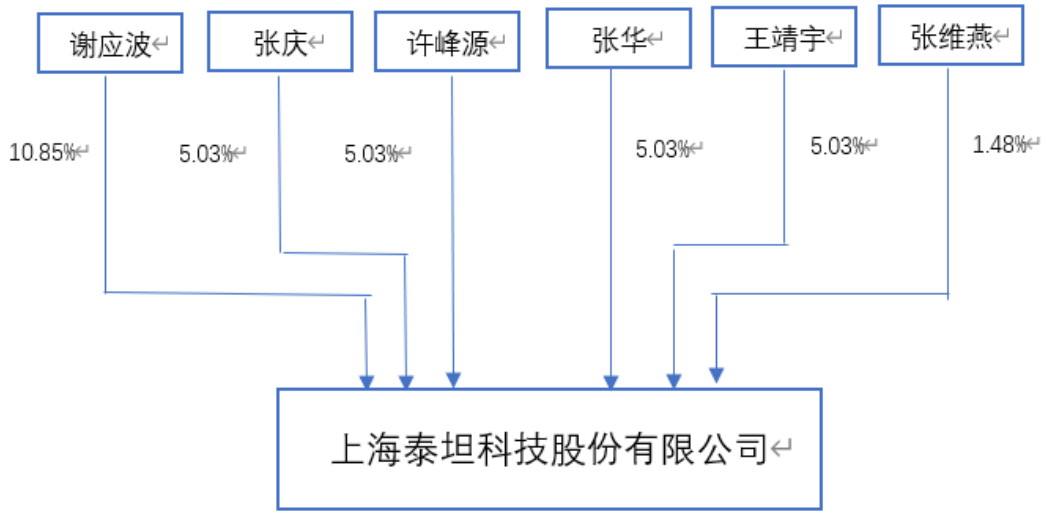 谢应波↵
张庆↵
许峰源↵
张华↵
王靖宇↵
张维燕↵
10.85%↵
5.03%↵
5.03%↵
5.03%↵
5.03%↵
1.48%↵
上海泰坦科技股份有限公司↵